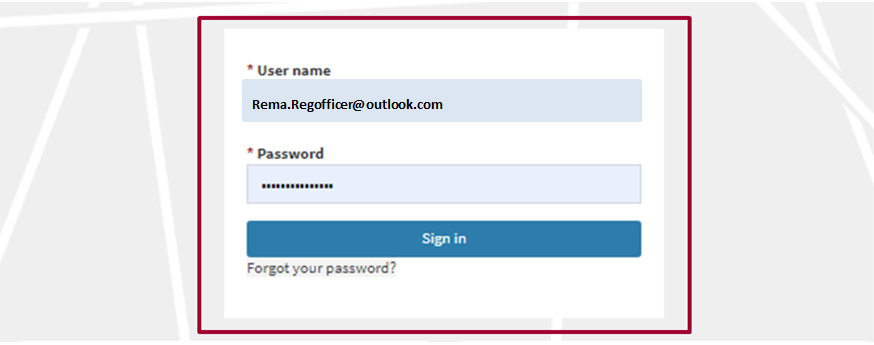 * User name
Rema.Regofficer@outlook.com
* Password
•••••••••••••••
Sign in
Forgot your password?